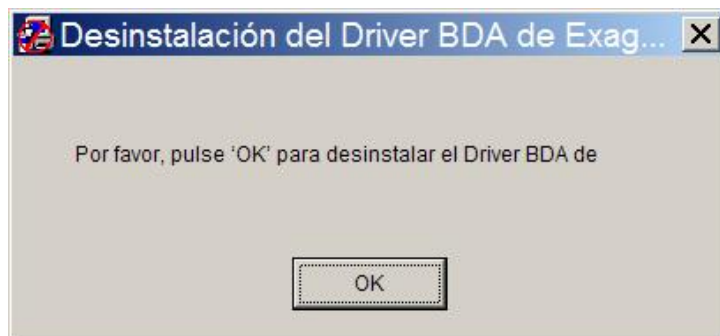 Desinstalación del Driver BDA de Exag...
Por favor, pulse ‘OK’ para desinstalar el Driver BDA de
OK